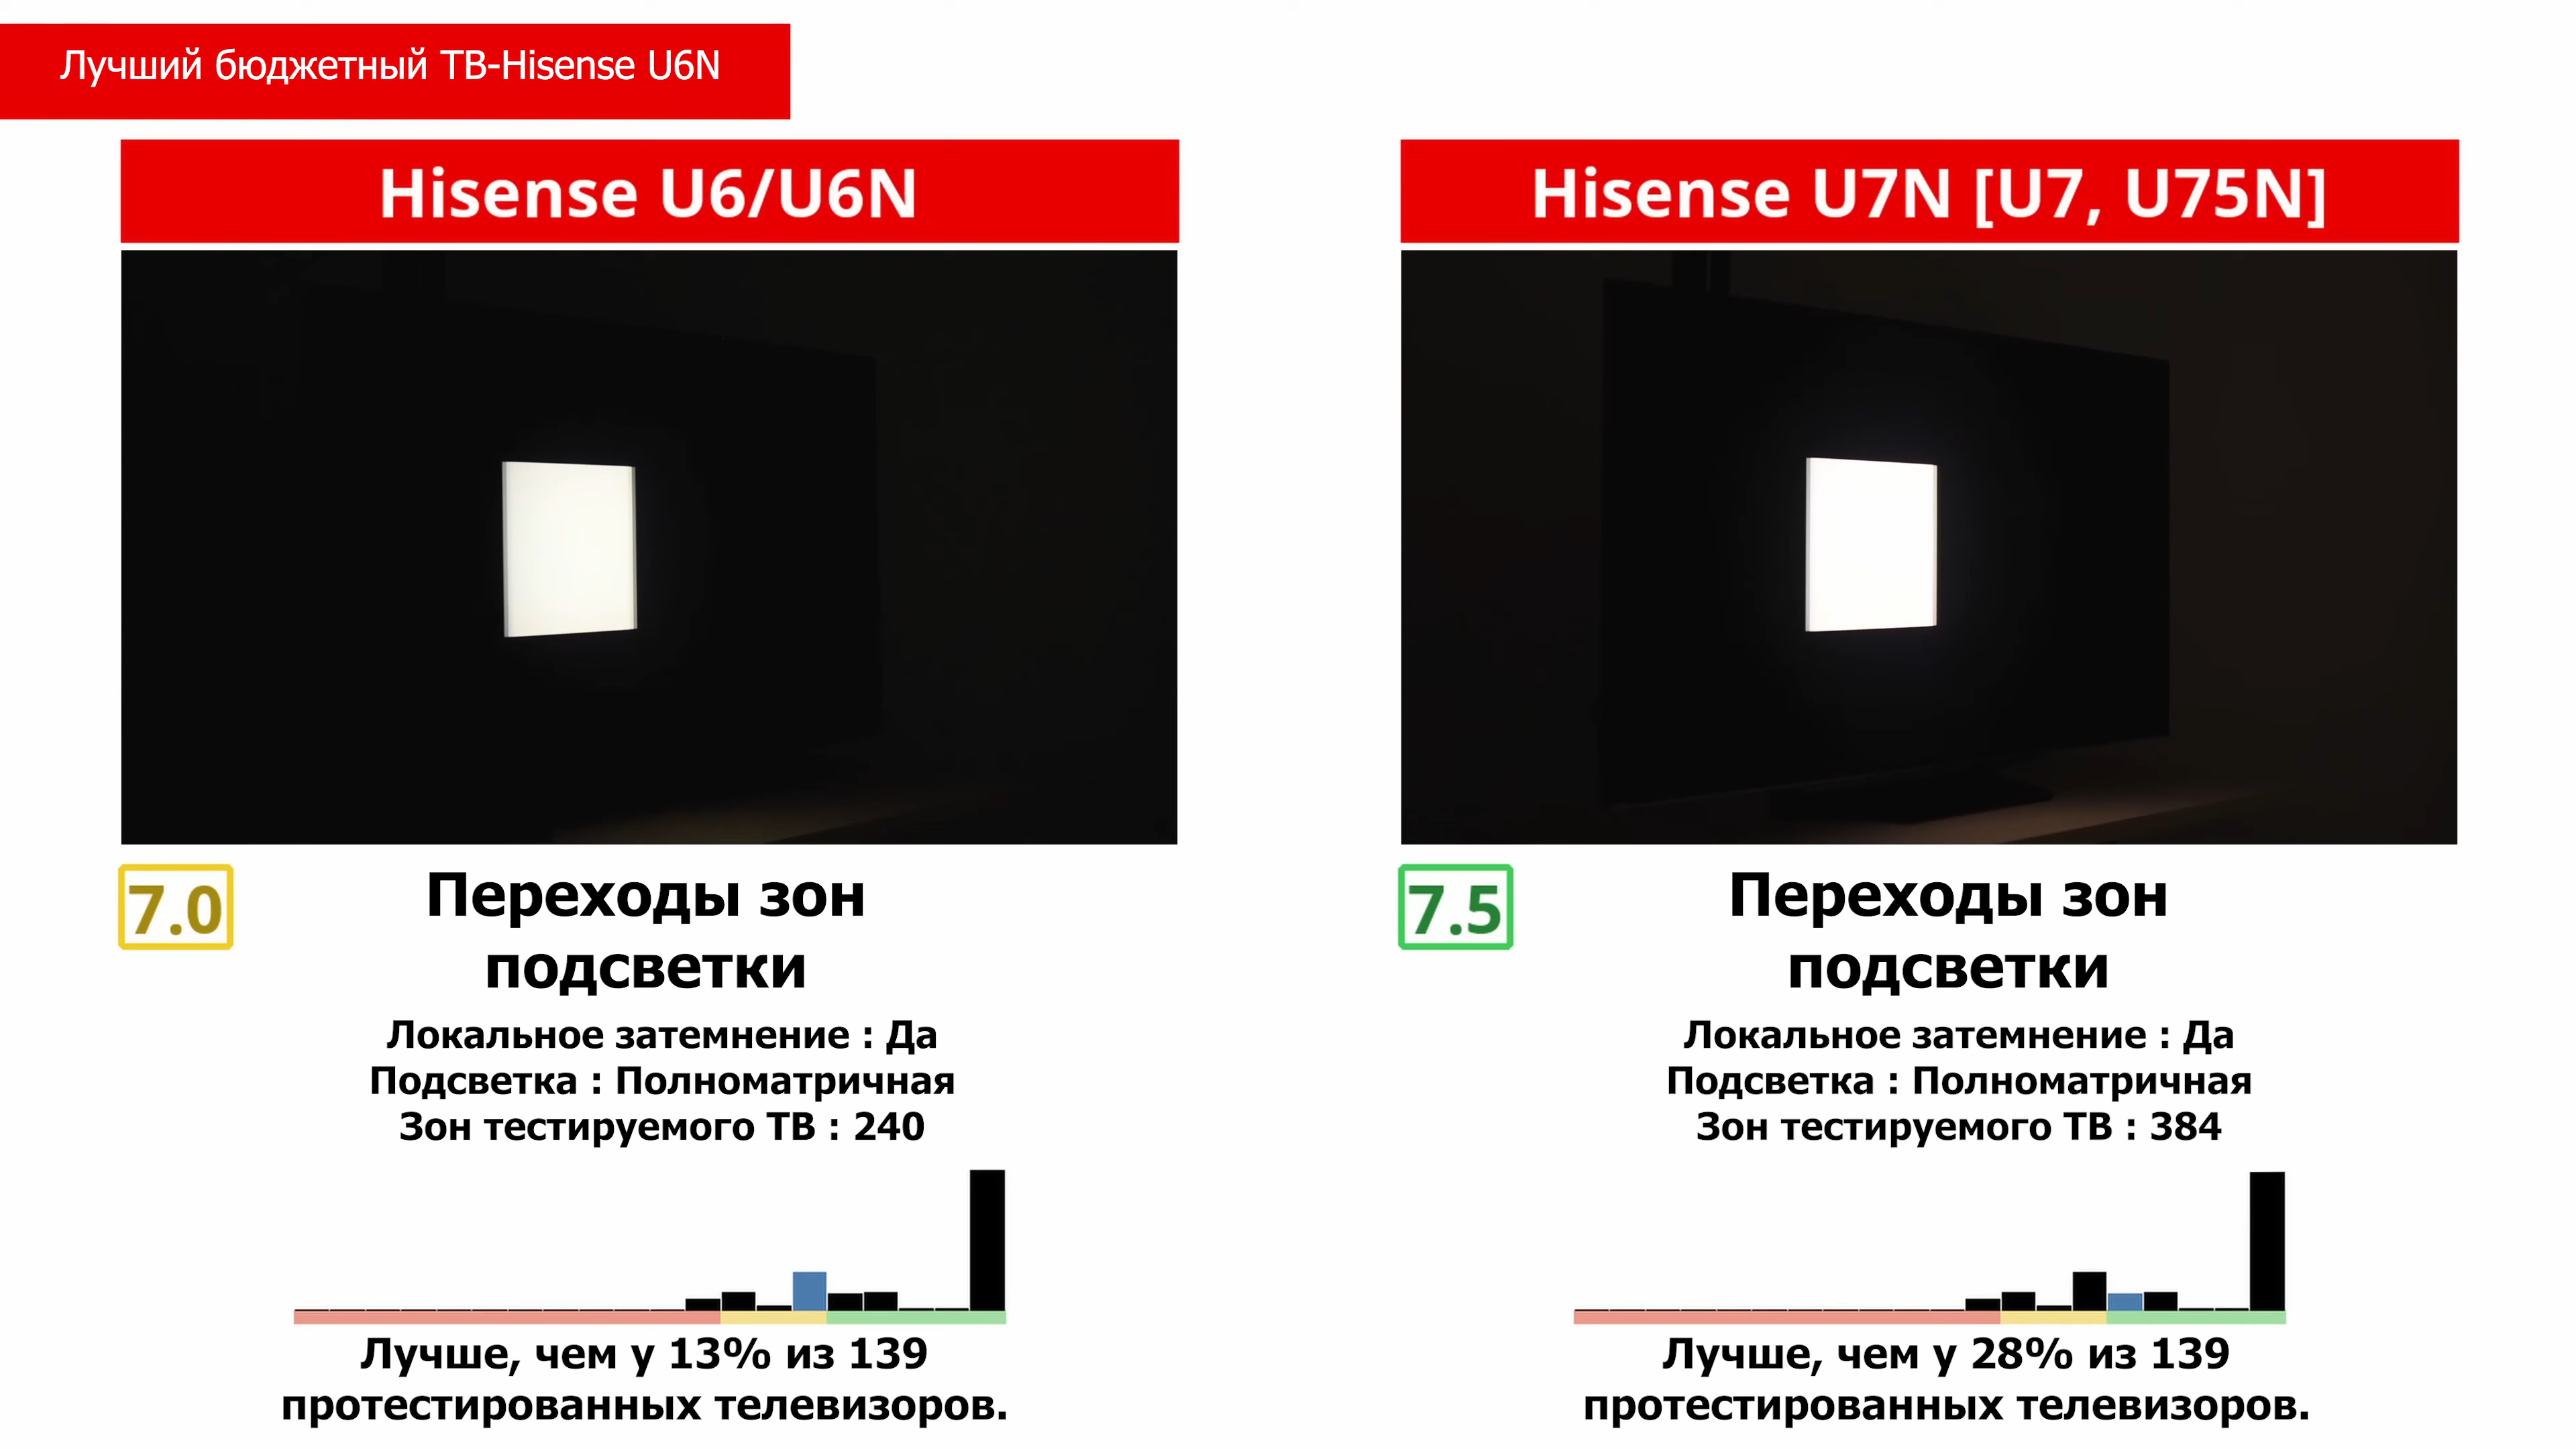 Лучший бюджетный ТВ-Hisense U6N
Hisense U6/U6N
7.0
Переходы зон
подсветки
Локальное затемнение : Да
Подсветка : Полноматричная
Зон тестируемого ТВ : 240
Лучше, чем у 13% из 139
протестированных телевизоров.
Hisense U7N [U7, U75N]
7.5
Переходы зон
подсветки
Локальное затемнение : Да
Подсветка : Полноматричная
Зон тестируемого ТВ : 384
Лучше, чем у 28% из 139
протестированных телевизоров.